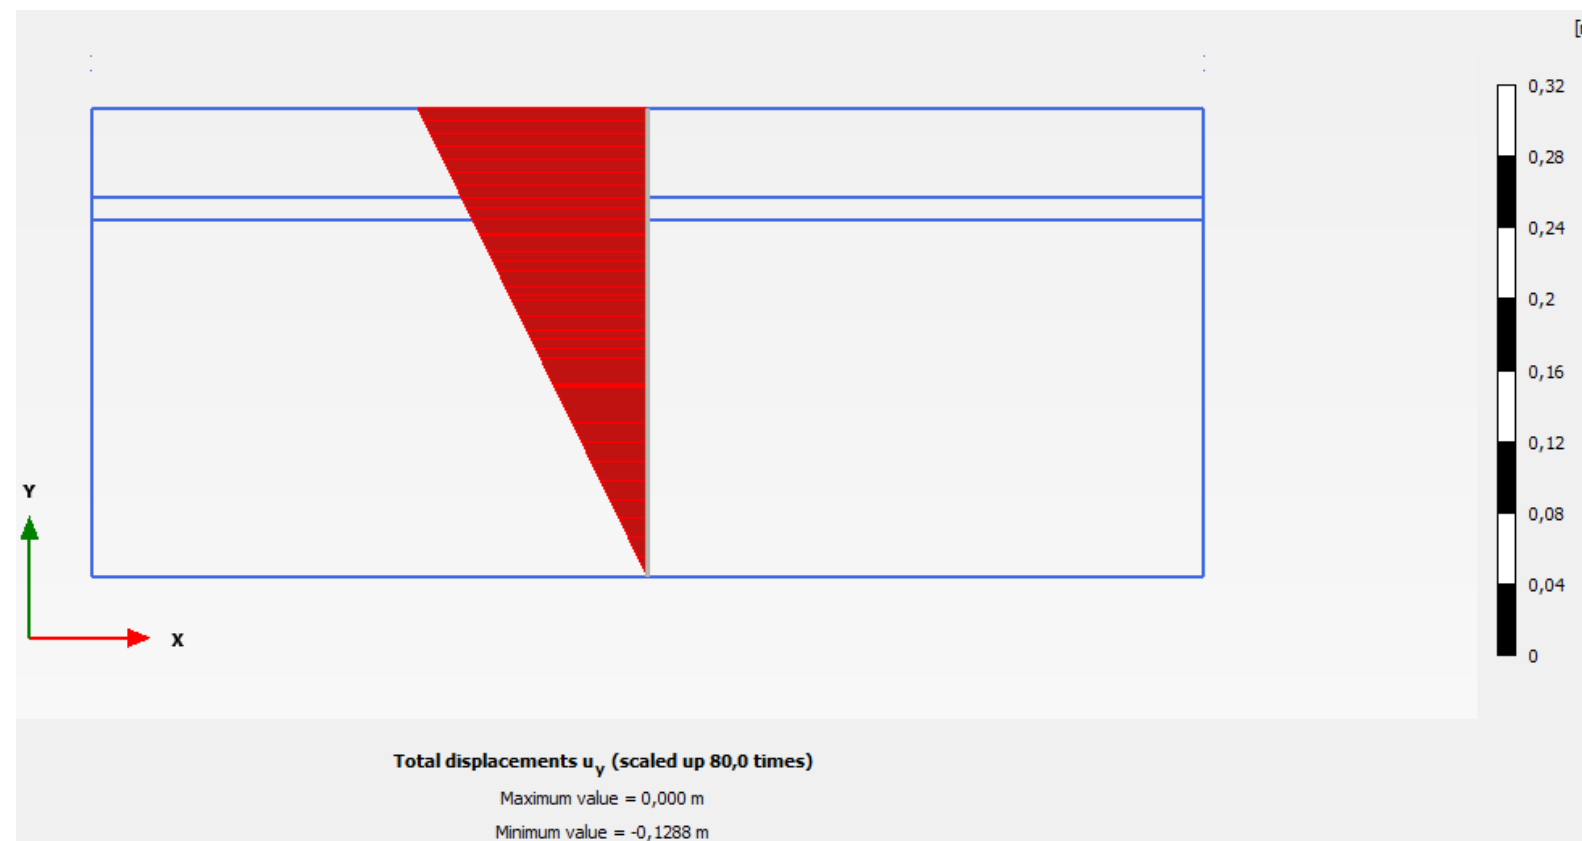 [
0,32
0,28
0,24
0,2
0,16
0,12
0,08
0,04
0
Y
X
Total displacements uy (scaled up 80,0 times)
Maximum value = 0,000 m
Minimum value = -0,1288 m